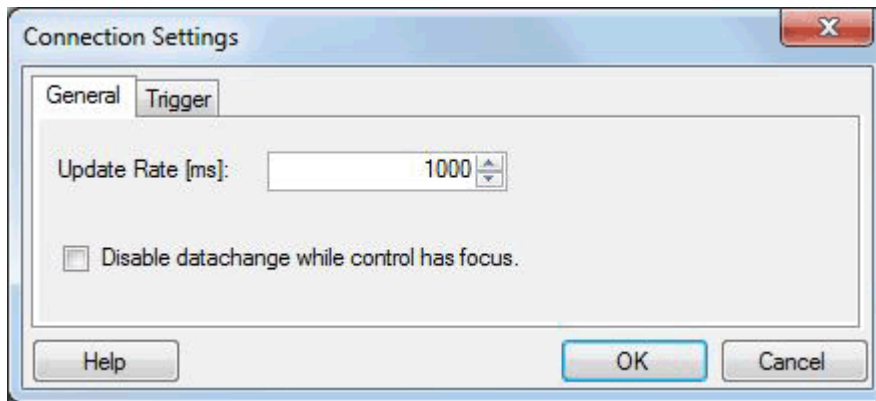 Connection Settings
General Trigger
Update Rate [ms]: 1000
Disable datachange while control has focus.
Help OK Cancel